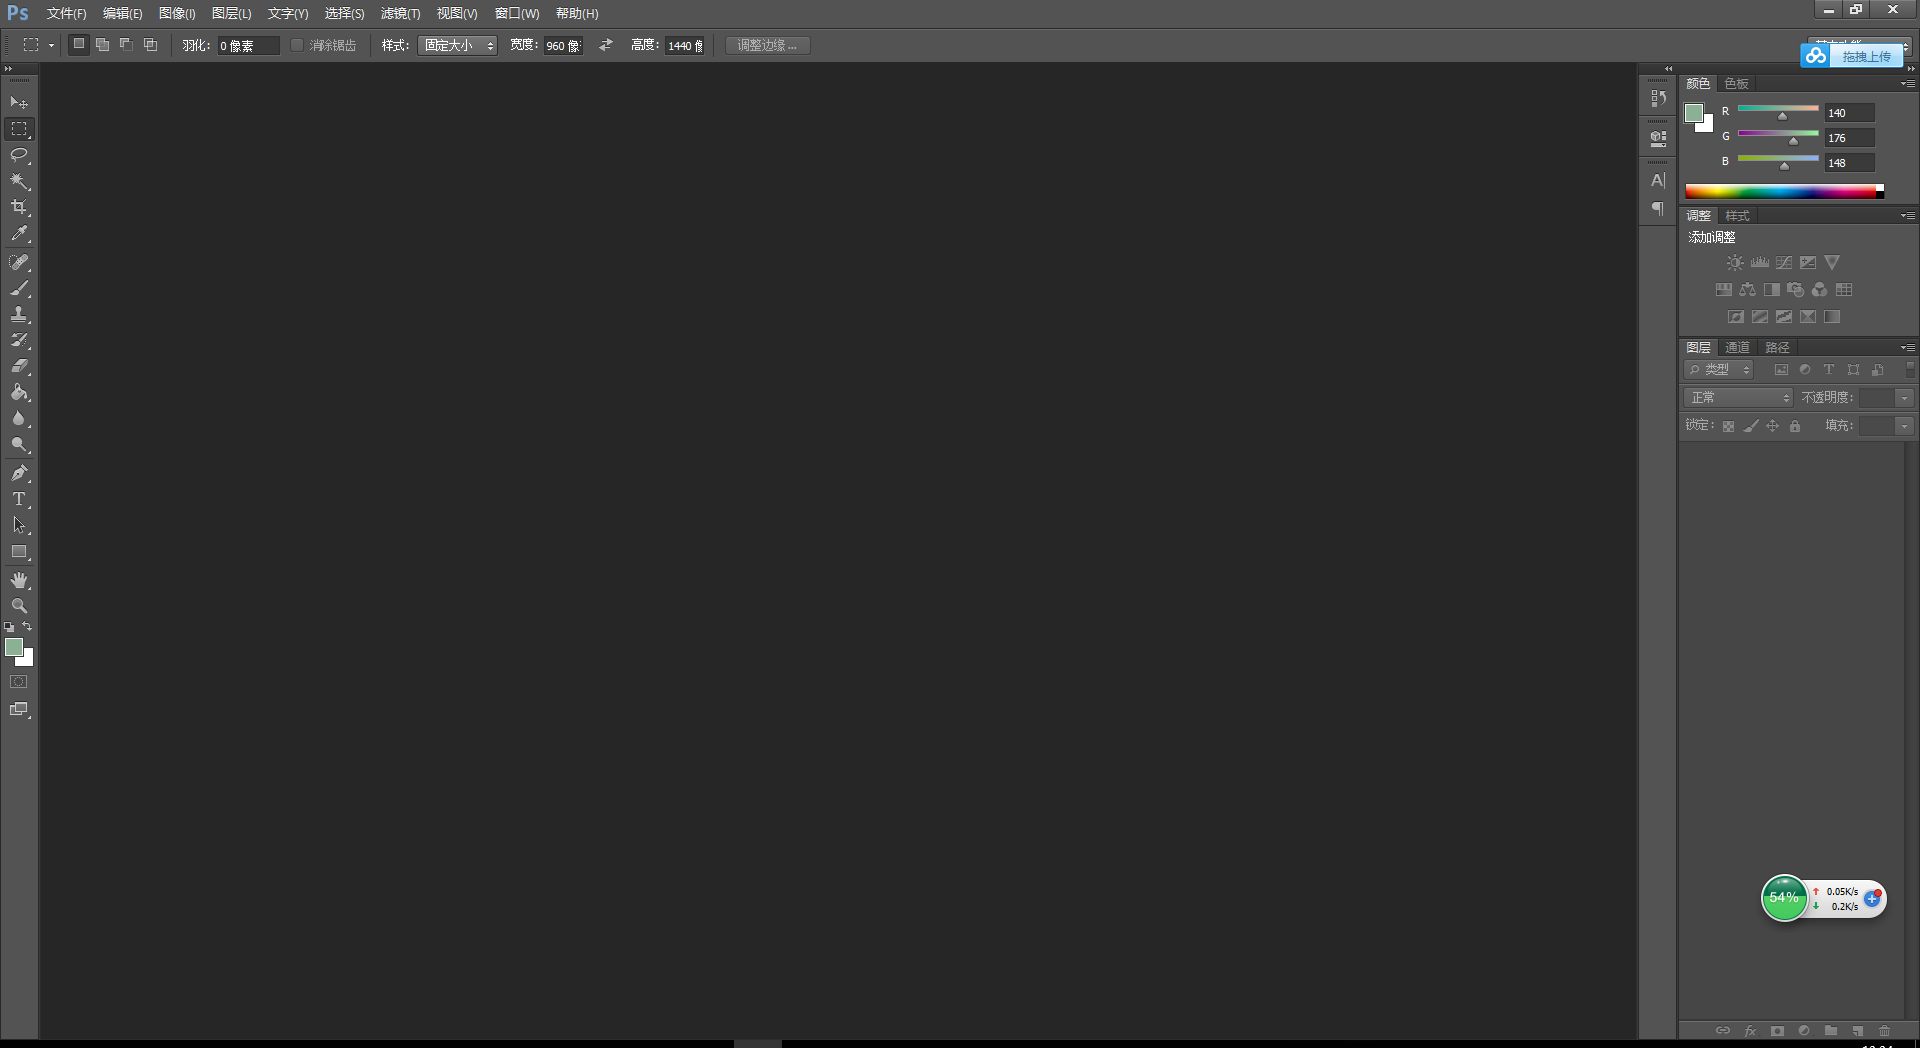 Ps 文件(F) 编辑(E) 图像(I) 图层(L) 文字(Y) 选择(S) 滤镜(T) 视图(V) 窗口(W) 帮助(H)
羽化: 0 像素 消除锯齿 样式: 固定大小 宽度: 960 像 高度: 1440 调整边缘...
拖拽上传
颜色 色板
R 140
G 176
B 148
调整 样式
添加调整
图层 通道 路径
类型
正常 不透明度:
锁定: 填充:
54% 0.05K/s
0.2K/s